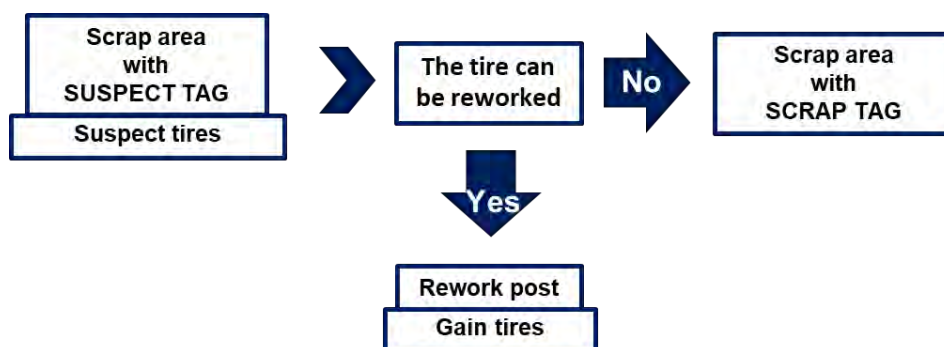 Scrap area
with
SUSPECT TAG
Suspect tires
The tire can
be reworked
No
Scrap area
with
SCRAP TAG
Yes
Rework post
Gain tires